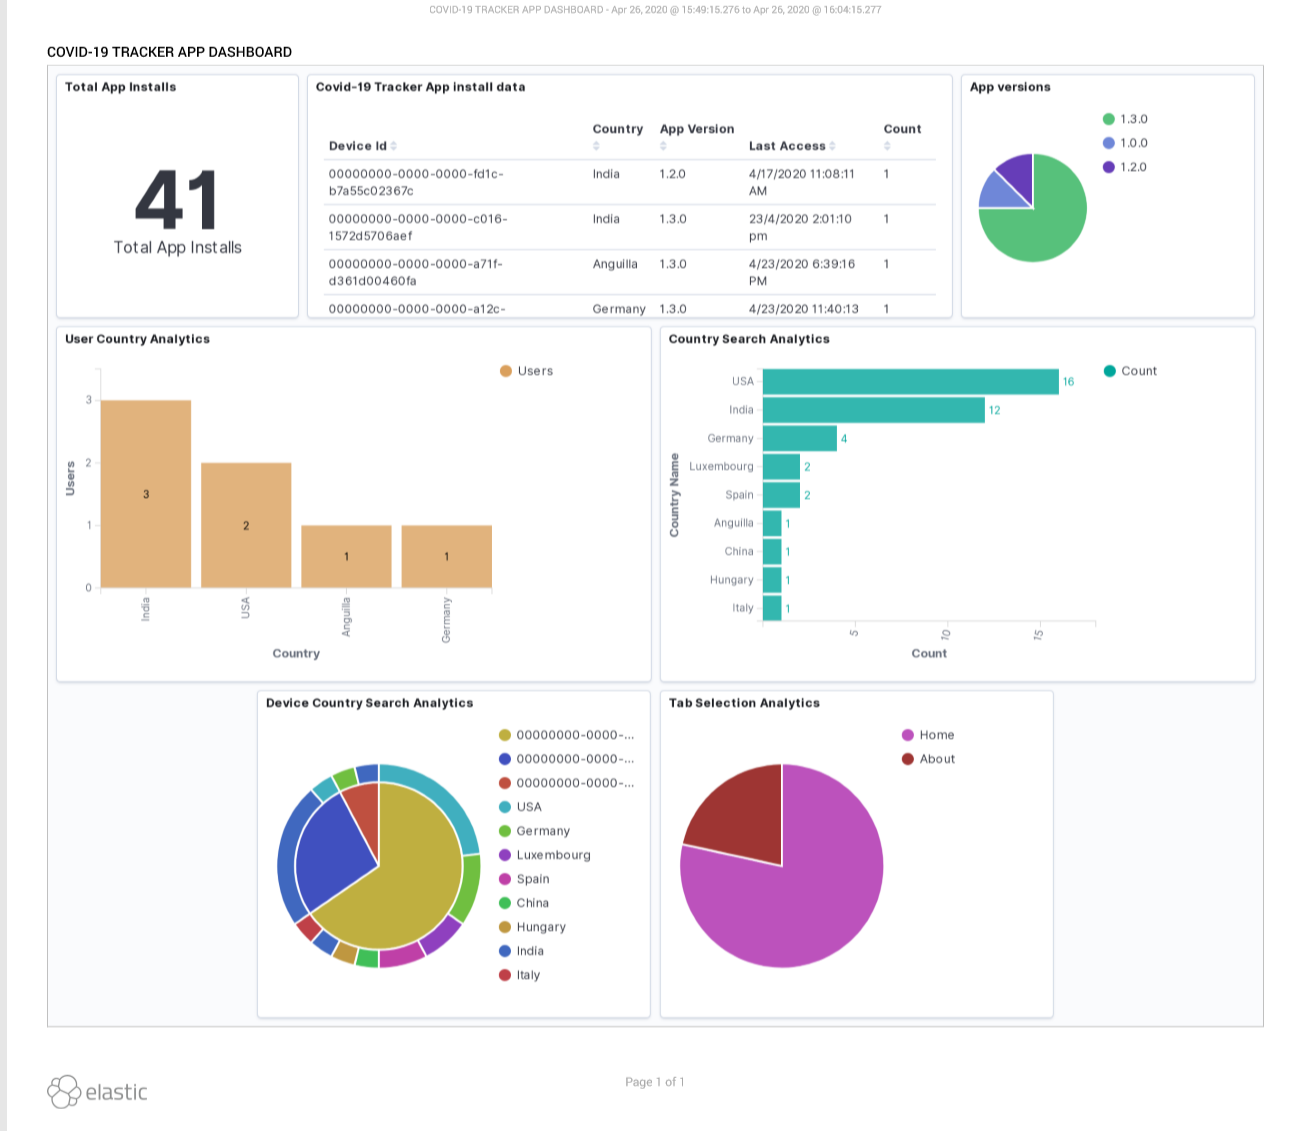 COVID-19 TRACKER APP DASHBOARD - Apr 26, 2020 @ 15:49:15.276 to Apr 26, 2020 @ 16:04:15.277
COVID-19 TRACKER APP DASHBOARD
Total App Installs
41
Total App Installs
Covid-19 Tracker App install data
Device Id Country App Version Last Access Count
00000000-0000-0000-fd1c- India 1.2.0 4/17/2020 11:08:11 1
b7a55c02367c AM
00000000-0000-0000-c016- India 1.3.0 23/4/2020 2:01:10 1
1572d5706aef pm
00000000-0000-0000-a71f- Anguilla 1.3.0 4/23/2020 6:39:16 1
d361d00460fa PM
00000000-0000-0000-a12c- Germany 1.3.0 4/23/2020 11:40:13 1
App versions
1.3.0
1.0.0
1.2.0
User Country Analytics
Users
3
2
1
0
Users
3
2
1
1
India
USA
Anguilla
Germany
Country
Country Search Analytics
Count
Country Name
USA 16
India 12
Germany 4
Luxembourg 2
Spain 2
Anguilla 1
China 1
Hungary 1
Italy 1
5 10 15
Count
Device Country Search Analytics
00000000-0000-...
00000000-0000-...
00000000-0000-...
USA
Germany
Luxembourg
Spain
China
Hungary
India
Italy
Tab Selection Analytics
Home
About
elastic
Page 1 of 1